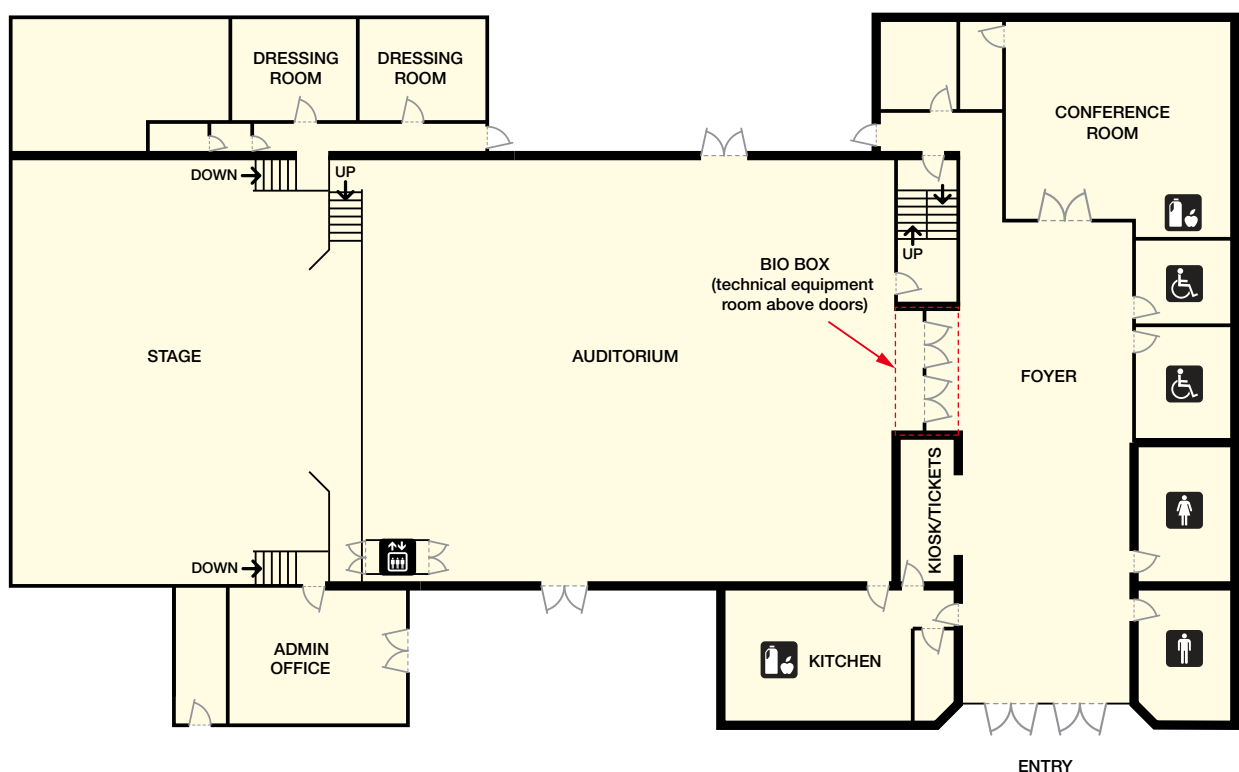 DRESSING
ROOM
DRESSING
ROOM
CONFERENCE
ROOM
DOWN
UP
UP
BIO BOX
(technical equipment
room above doors)
STAGE
AUDITORIUM
FOYER
KIOSK/TICKETS
DOWN
ADMIN
OFFICE
KITCHEN
ENTRY